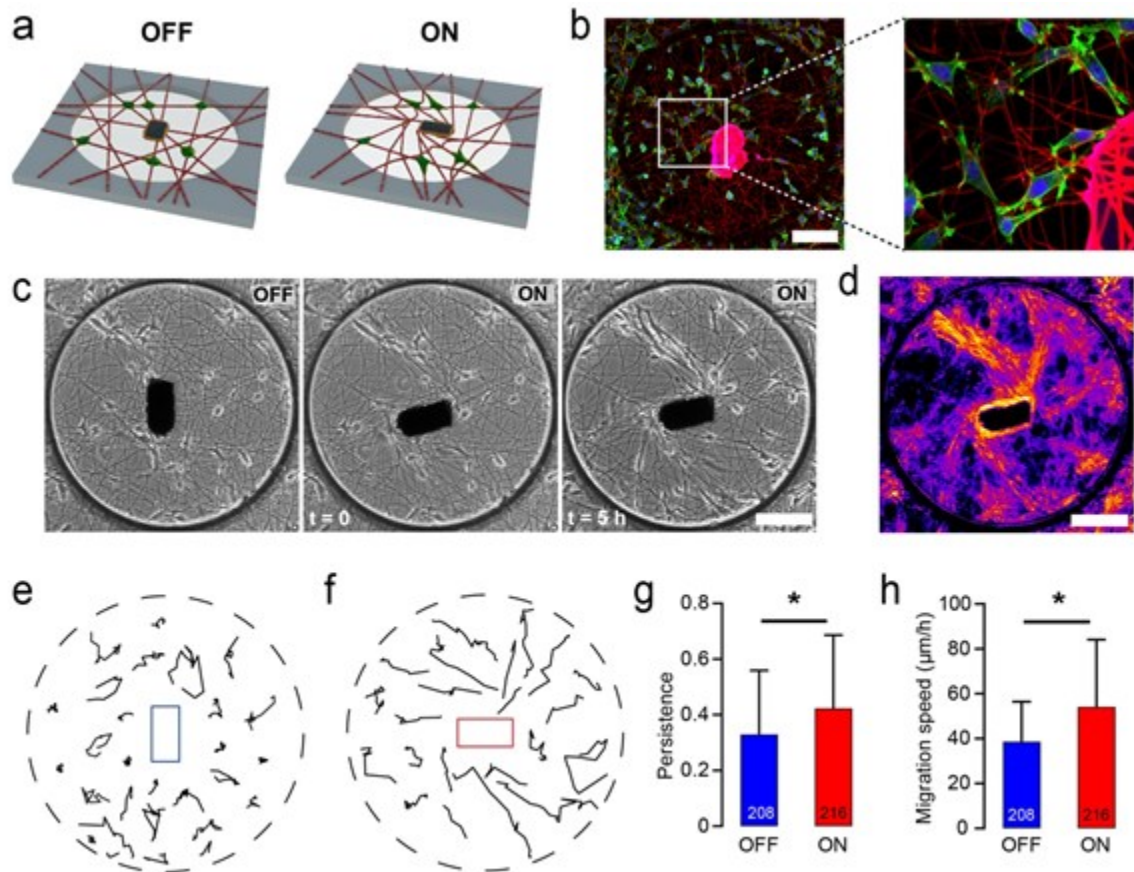 a
OFF
ON
b
c
OFF
ON
t = 0
ON
t = 5 h
d
e
f
g
Persistence
0.8
0.6
0.4
0.2
0
*
208
216
OFF
ON
h
Migration speed (µm/h)
100
80
60
40
20
0
*
208
216
OFF
ON